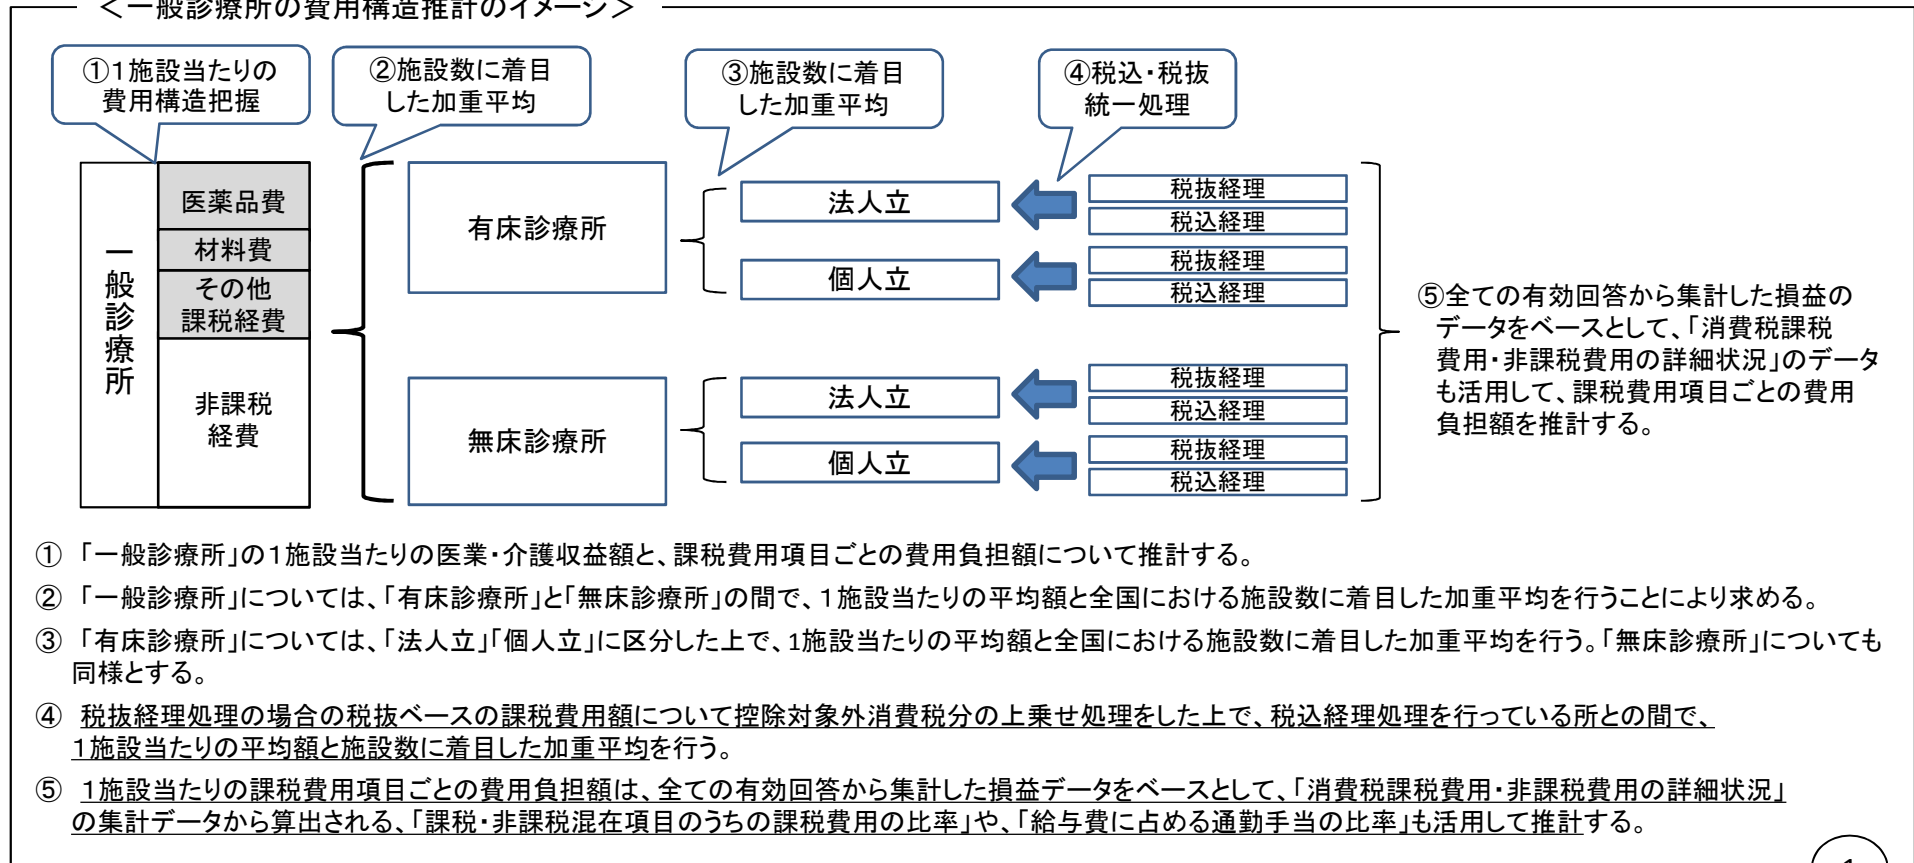 ＜一般診療所の費用構造推計のイメージ＞
①１施設当たりの
費用構造把握
②施設数に着目
した加重平均
③施設数に着目
した加重平均
④税込・税抜
統一処理
一般診療所
医薬品費
材料費
その他
課税経費
非課税
経費
有床診療所
無床診療所
法人立
個人立
法人立
個人立
税抜経理
税込経理
税抜経理
税込経理
税抜経理
税込経理
税抜経理
税込経理
⑤全ての有効回答から集計した損益の
データをベースとして、「消費税課税
費用・非課税費用の詳細状況」のデータ
も活用して、課税費用項目ごとの費用
負担額を推計する。
① 「一般診療所」の１施設当たりの医業・介護収益額と、課税費用項目ごとの費用負担額について推計する。
② 「一般診療所」については、「有床診療所」と「無床診療所」の間で、１施設当たりの平均額と全国における施設数に着目した加重平均を行うことにより求める。
③ 「有床診療所」については、「法人立」「個人立」に区分した上で、1施設当たりの平均額と全国における施設数に着目した加重平均を行う。「無床診療所」についても
同様とする。
④ 税抜経理処理の場合の税抜ベースの課税費用額について控除対象外消費税分の上乗せ処理をした上で、税込経理処理を行っている所との間で、
１施設当たりの平均額と施設数に着目した加重平均を行う。
⑤ １施設当たりの課税費用項目ごとの費用負担額は、全ての有効回答から集計した損益データをベースとして、「消費税課税費用・非課税費用の詳細状況」
の集計データから算出される、「課税・非課税混在項目のうちの課税費用の比率」や、「給与費に占める通勤手当の比率」も活用して推計する。